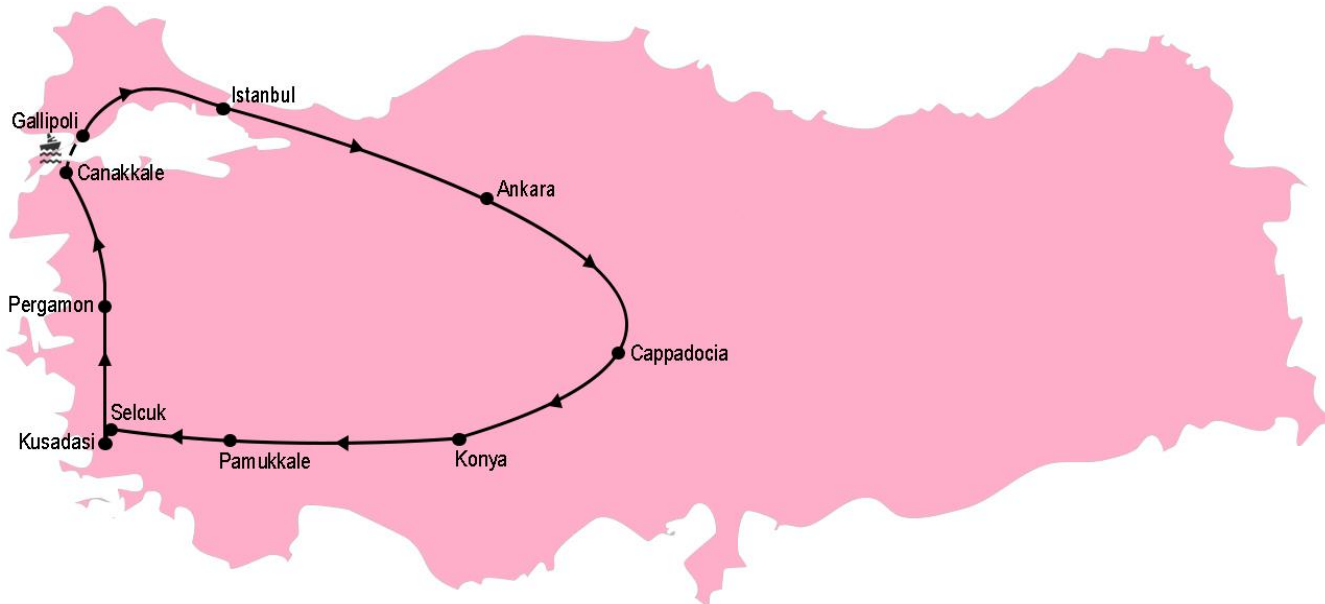 Istanbul
Gallipoli
Canakkale
Ankara
Pergamon
Cappadocia
Selcuk
Kusadasi
Pamukkale
Konya